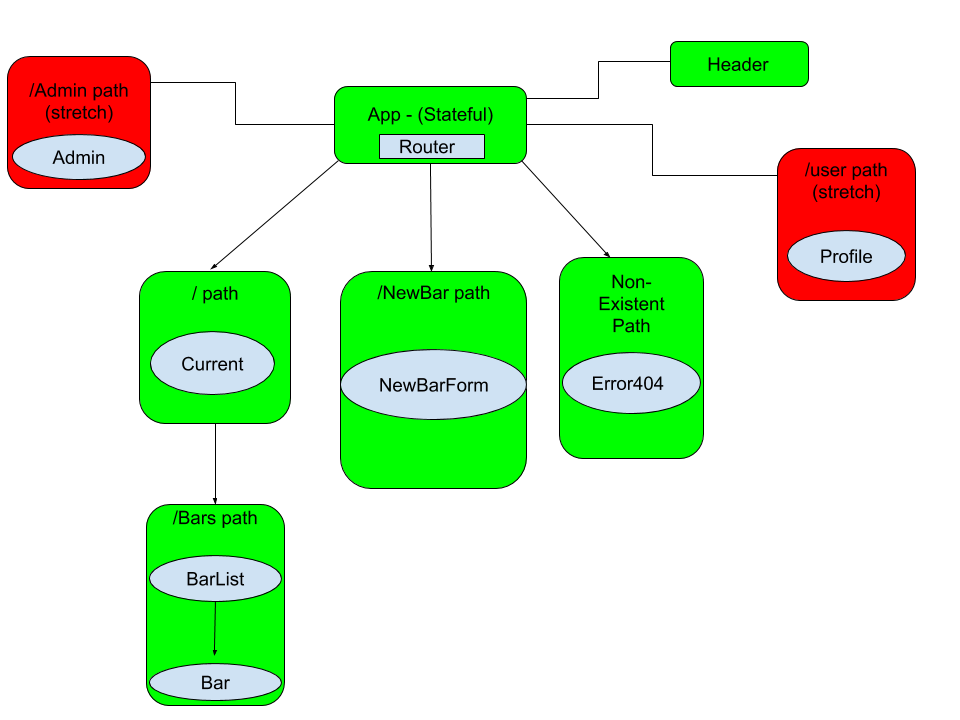 Header
/Admin path
(stretch)
Admin
App - (Stateful)
Router
/user path
(stretch)
Profile
/ path
Current
/NewBar path
NewBarForm
Non-
Existent
Path
Error404
/Bars path
BarList
Bar